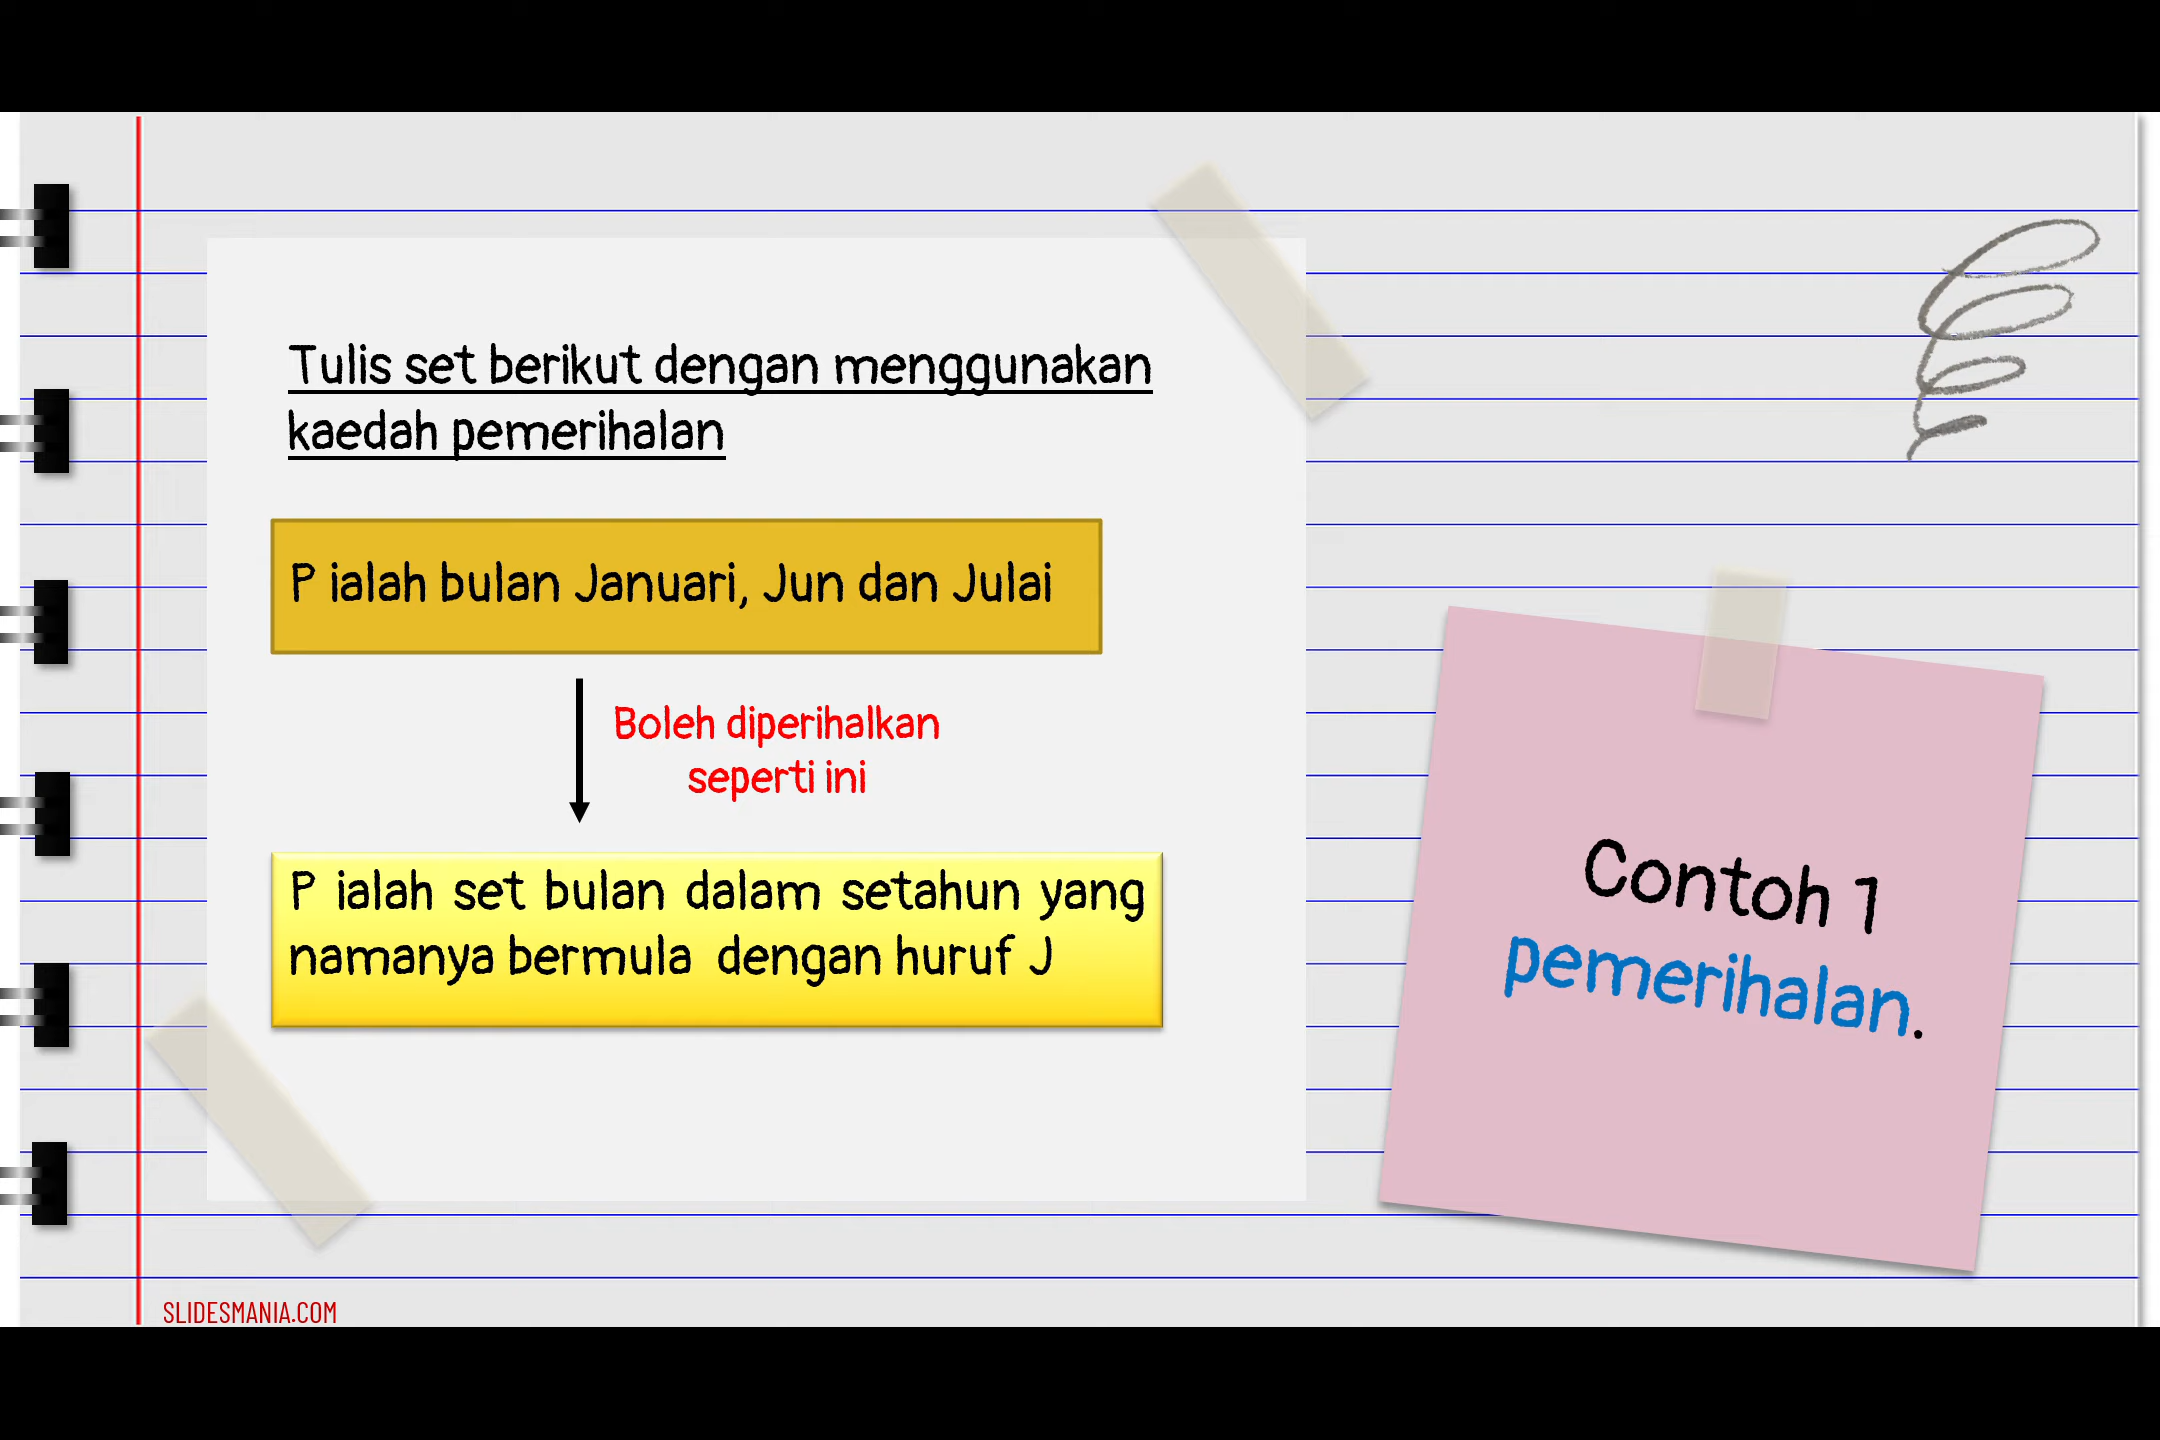 Tulis set berikut dengan menggunakan
kaedah pemerihalan
P ialah bulan Januari, Jun dan Julai
Boleh diperihalkan
seperti ini
P ialah set bulan dalam setahun yang
namanya bermula dengan huruf J
Contoh 1
pemerihalan.
SLIDESMANIA.COM